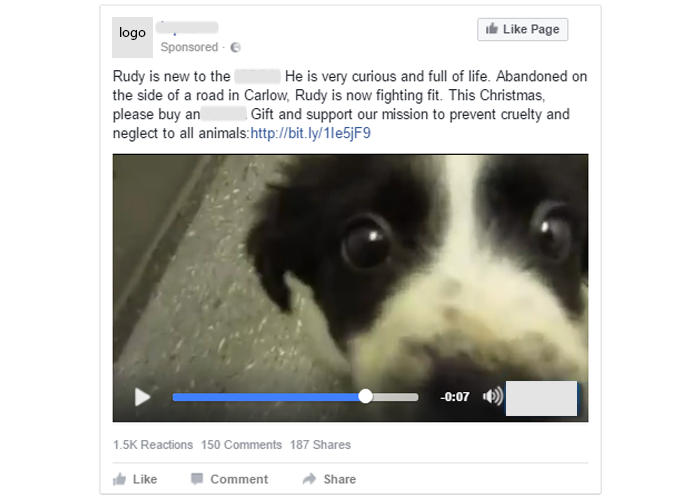 logo
Like Page
Sponsored ·
Rudy is new to the He is very curious and full of life. Abandoned on
the side of a road in Carlow, Rudy is now fighting fit. This Christmas,
please buy an Gift and support our mission to prevent cruelty and
neglect to all animals:http://bit.ly/1Ie5jF9
-0:07
1.5K Reactions 150 Comments 187 Shares
Like Comment Share